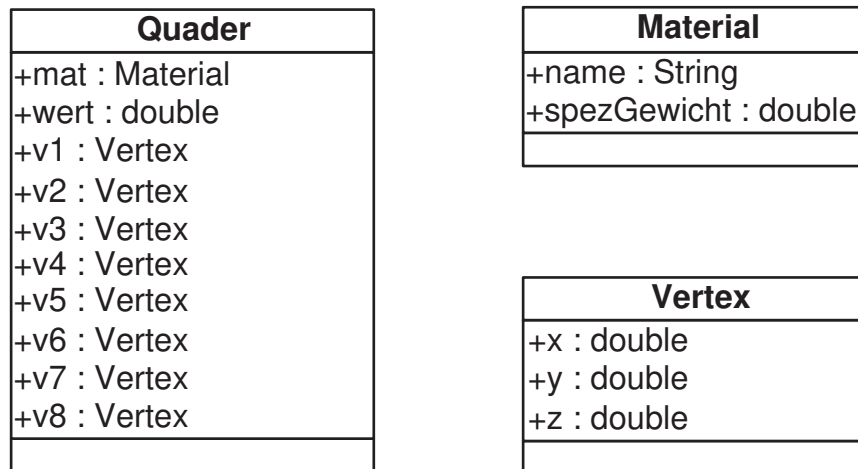 Quader
+mat : Material
+wert : double
+v1 : Vertex
+v2 : Vertex
+v3 : Vertex
+v4 : Vertex
+v5 : Vertex
+v6 : Vertex
+v7 : Vertex
+v8 : Vertex
Material
+name : String
+spezGewicht : double
Vertex
+x : double
+y : double
+z : double